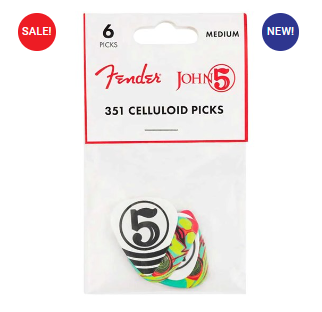 SALE!
NEW!
6
PICKS
MEDIUM
Fender
JOHN 5
351 CELLULOID PICKS
5